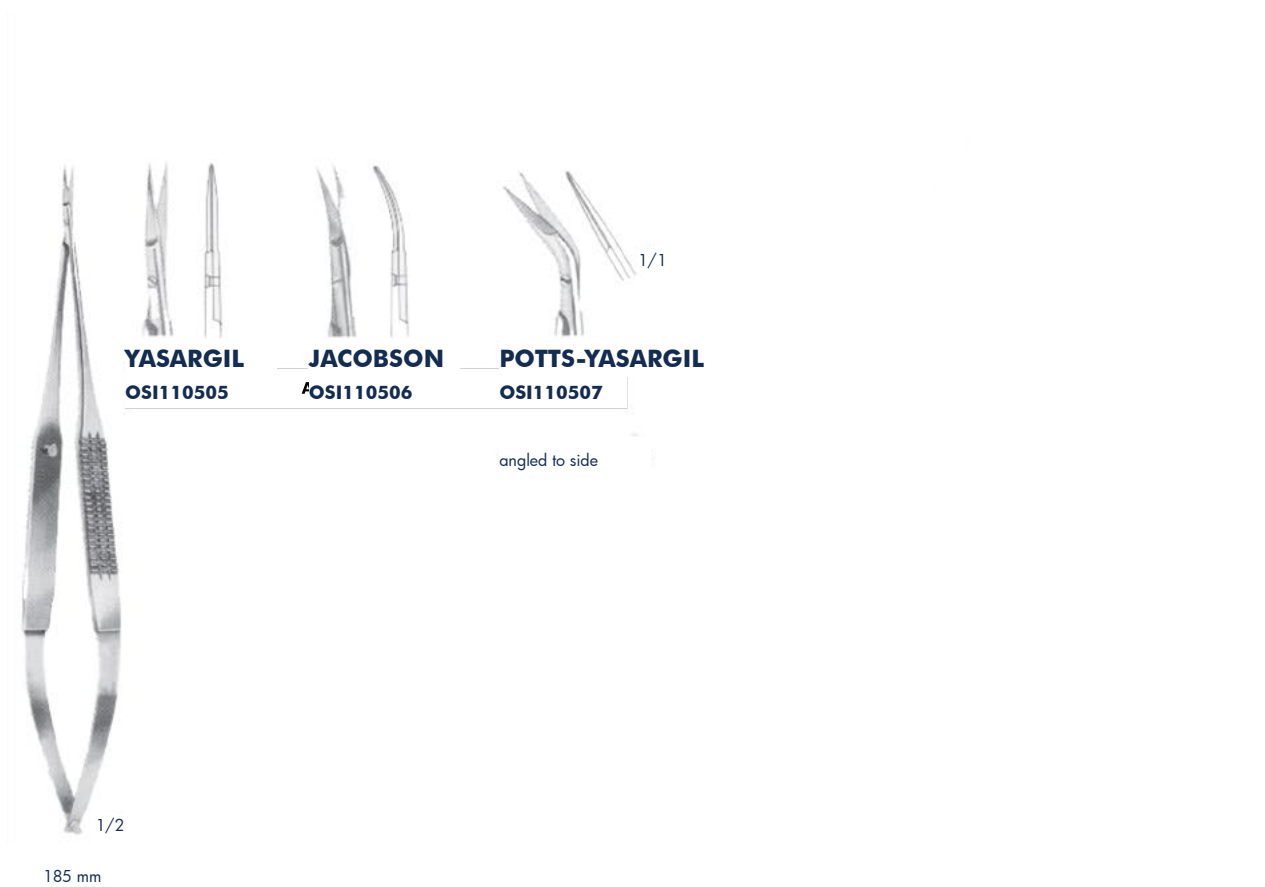 1/1
YASARGIL
JACOBSON
POTTS-YASARGIL
OSI110505
OSI110506
OSI110507
angled to side
1/2
185 mm